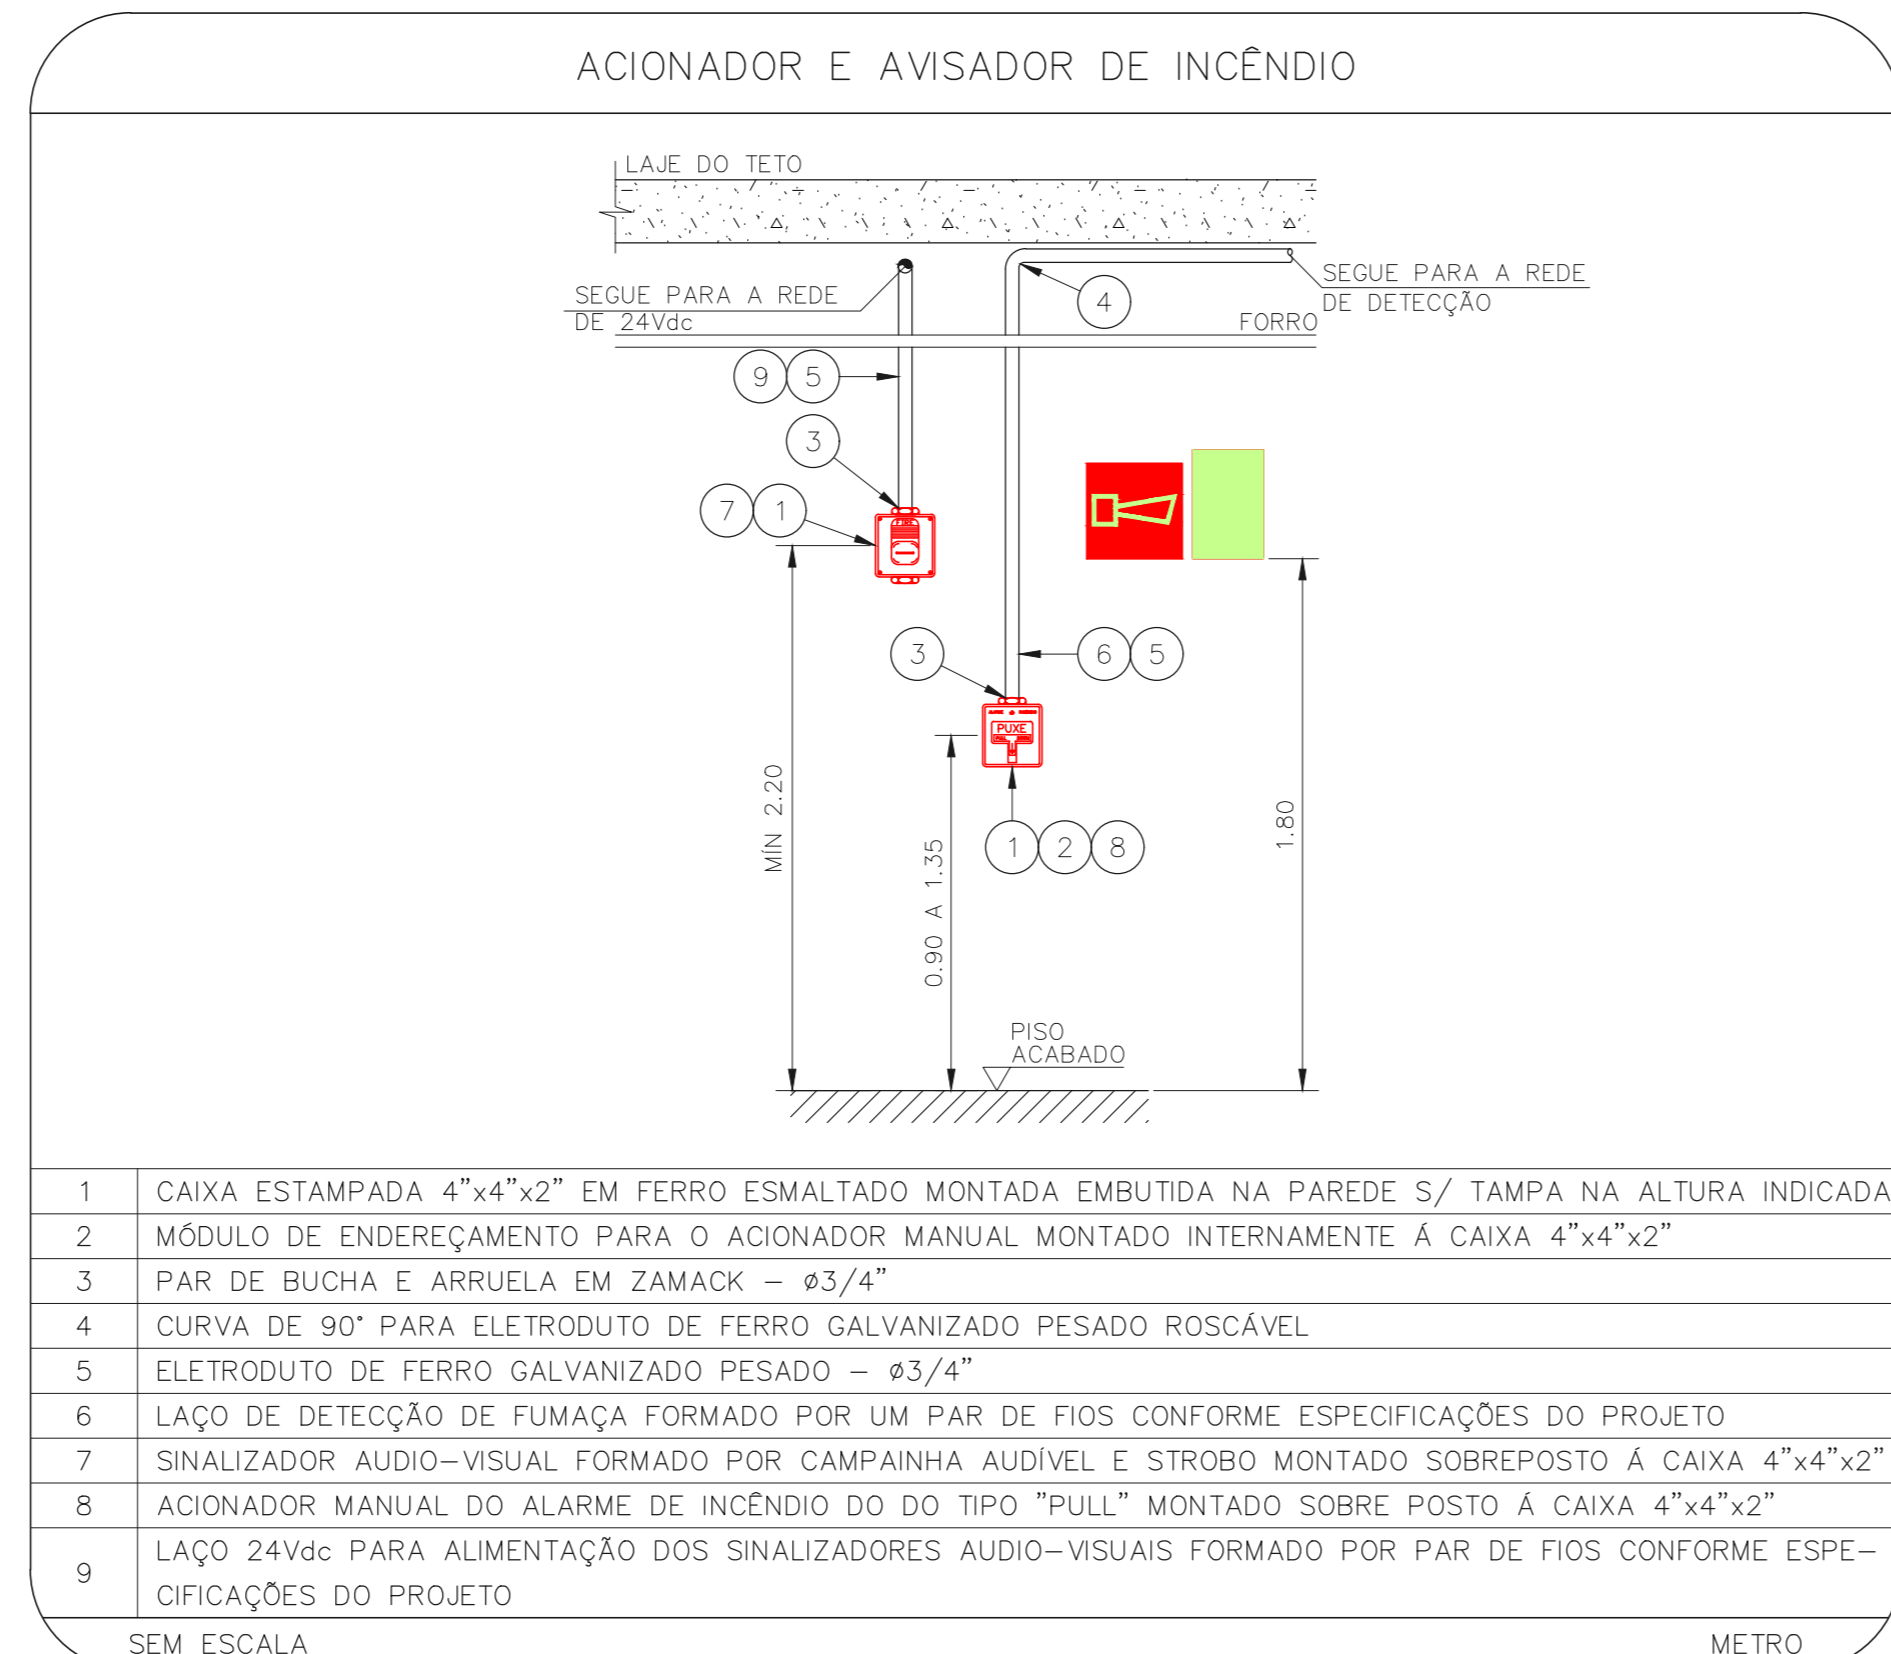 ACIONADOR E AVISADOR DE INCÊNDIO
LAJE DO TETO
SEGUE PARA A REDE
DE 24Vdc
SEGUE PARA A REDE
DE DETECÇÃO
4
FORRO
9 5
3
7 1
FIRE
3
6 5
PUXE
1 2 8
MÍN 2.20
0.90 A 1.35
1.80
PISO
ACABADO
1 CAIXA ESTAMPADA 4”x4”x2” EM FERRO ESMALTADO MONTADA EMBUTIDA NA PAREDE S/ TAMPA NA ALTURA INDICADA
2 MÓDULO DE ENDEREÇAMENTO PARA O ACIONADOR MANUAL MONTADO INTERNAMENTE Á CAIXA 4”x4”x2”
3 PAR DE BUCHA E ARRUELA EM ZAMACK – ø3/4”
4 CURVA DE 90° PARA ELETRODUTO DE FERRO GALVANIZADO PESADO ROSCÁVEL
5 ELETRODUTO DE FERRO GALVANIZADO PESADO – ø3/4”
6 LAÇO DE DETECÇÃO DE FUMAÇA FORMADO POR UM PAR DE FIOS CONFORME ESPECIFICAÇÕES DO PROJETO
7 SINALIZADOR AUDIO–VISUAL FORMADO POR CAMPAINHA AUDÍVEL E STROBO MONTADO SOBREPOSTO Á CAIXA 4”x4”x2”
8 ACIONADOR MANUAL DO ALARME DE INCÊNDIO DO DO TIPO ”PULL” MONTADO SOBRE POSTO Á CAIXA 4”x4”x2”
9 LAÇO 24Vdc PARA ALIMENTAÇÃO DOS SINALIZADORES AUDIO–VISUAIS FORMADO POR PAR DE FIOS CONFORME ESPE–
CIFICAÇÕES DO PROJETO
SEM ESCALA
METRO